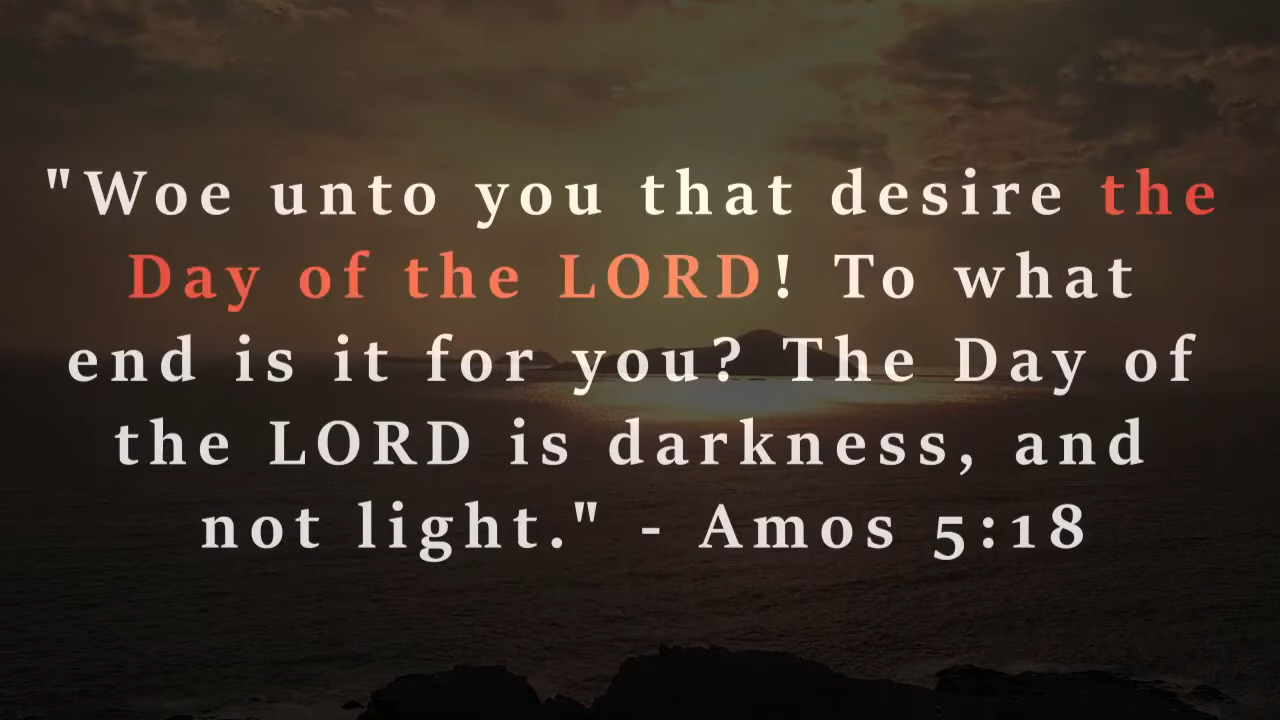 "Woe unto you that desire the
Day of the LORD! To what
end is it for you? The Day of
the LORD is darkness, and
not light." - Amos 5:18